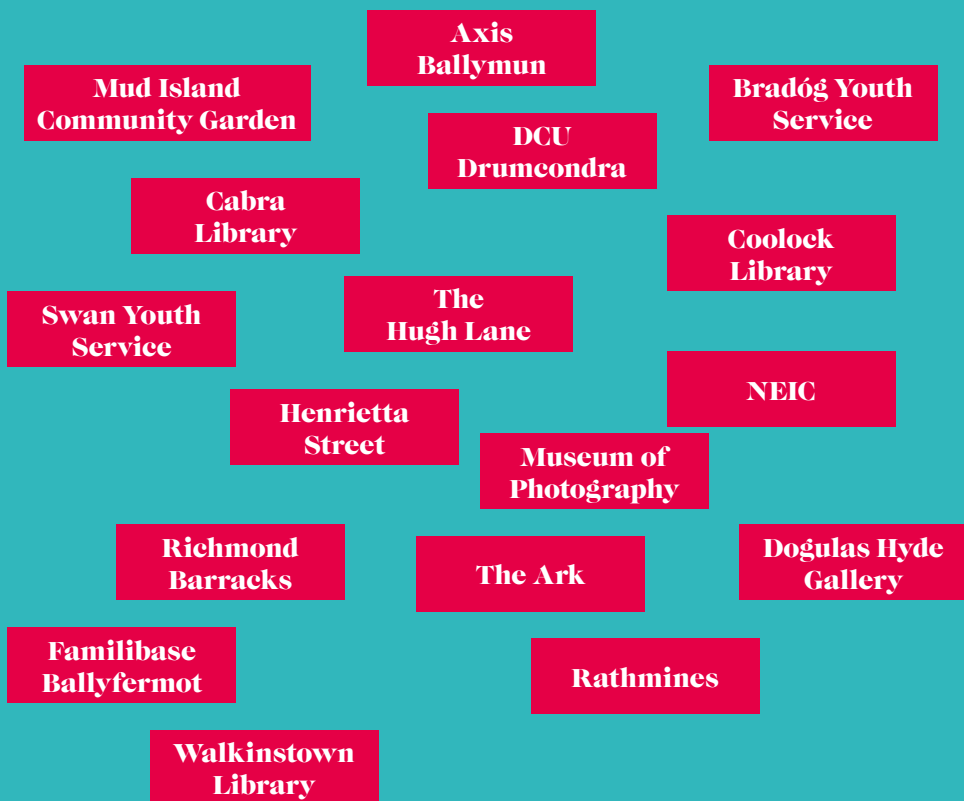 Axis
Ballymun
Mud Island
Community Garden
Bradóg Youth
Service
DCU
Drumcondra
Cabra
Library
Coolock
Library
The
Hugh Lane
Swan Youth
Service
NEIC
Henrietta
Street
Museum of
Photography
Richmond
Barracks
The Ark
Dogulas Hyde
Gallery
Familibase
Ballyfermot
Rathmines
Walkinstown
Library